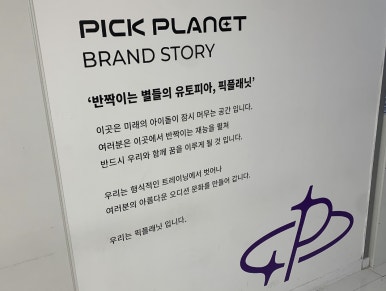 PICK PLANET
BRAND STORY
'반짝이는 별들의 유토피아, 픽플래닛'
이곳은 미래의 아이돌이 잠시 머무는 공간 입니다.
여러분은 이곳에서 반짝이는 재능을 펼쳐
반드시 우리와 함께 꿈을 이루게 될 것 입니다.
우리는 형식적인 트레이닝에서 벗어나
여러분의 아름다운 오디션 문화를 만들어 갑니다.
우리는 픽플래닛 입니다.